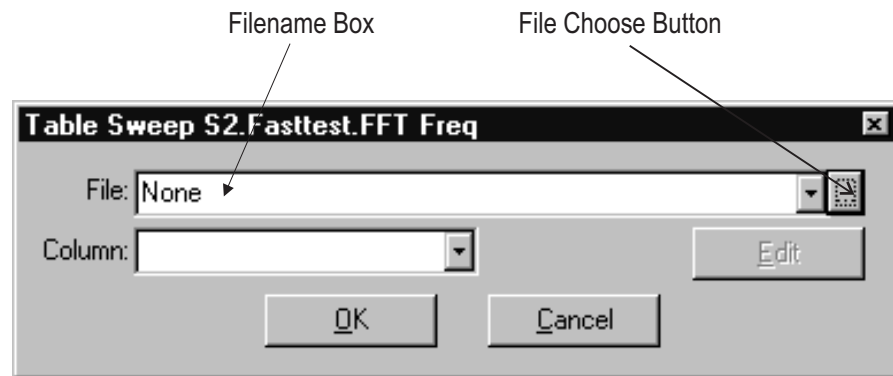 Filename Box File Choose Button
Table Sweep S2.Fasttest.FFT Freq
File: None
Column: Edit
OK Cancel